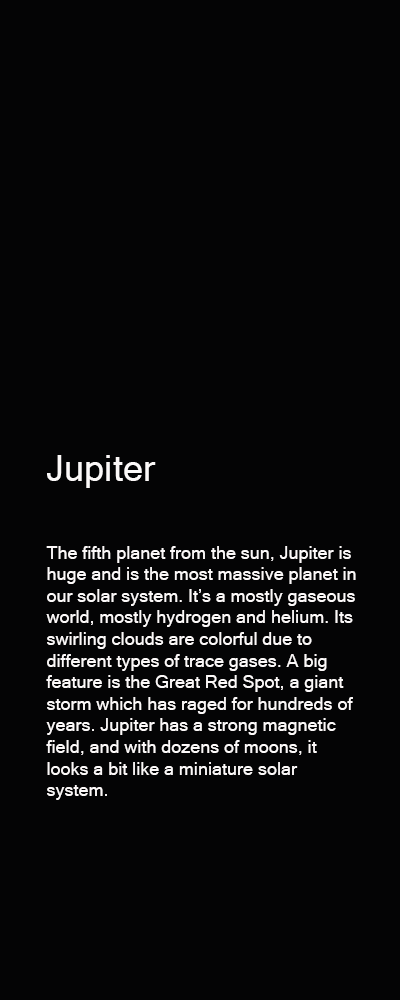 Jupiter
The fifth planet from the sun, Jupiter is
huge and is the most massive planet in
our solar system. It's a mostly gaseous
world, mostly hydrogen and helium. Its
swirling clouds are colorful due to
different types of trace gases. A big
feature is the Great Red Spot, a giant
storm which has raged for hundreds of
years. Jupiter has a strong magnetic
field, and with dozens of moons, it
looks a bit like a miniature solar
system.